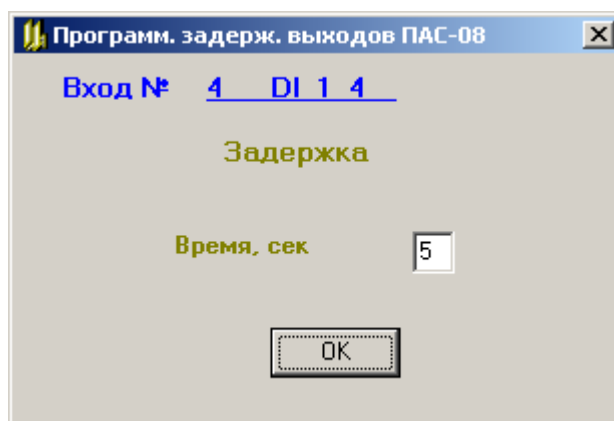 Программ. задерж. выходов ПАС-08
Вход № 4 DI 1 4
Задержка
Время, сек 5
OK